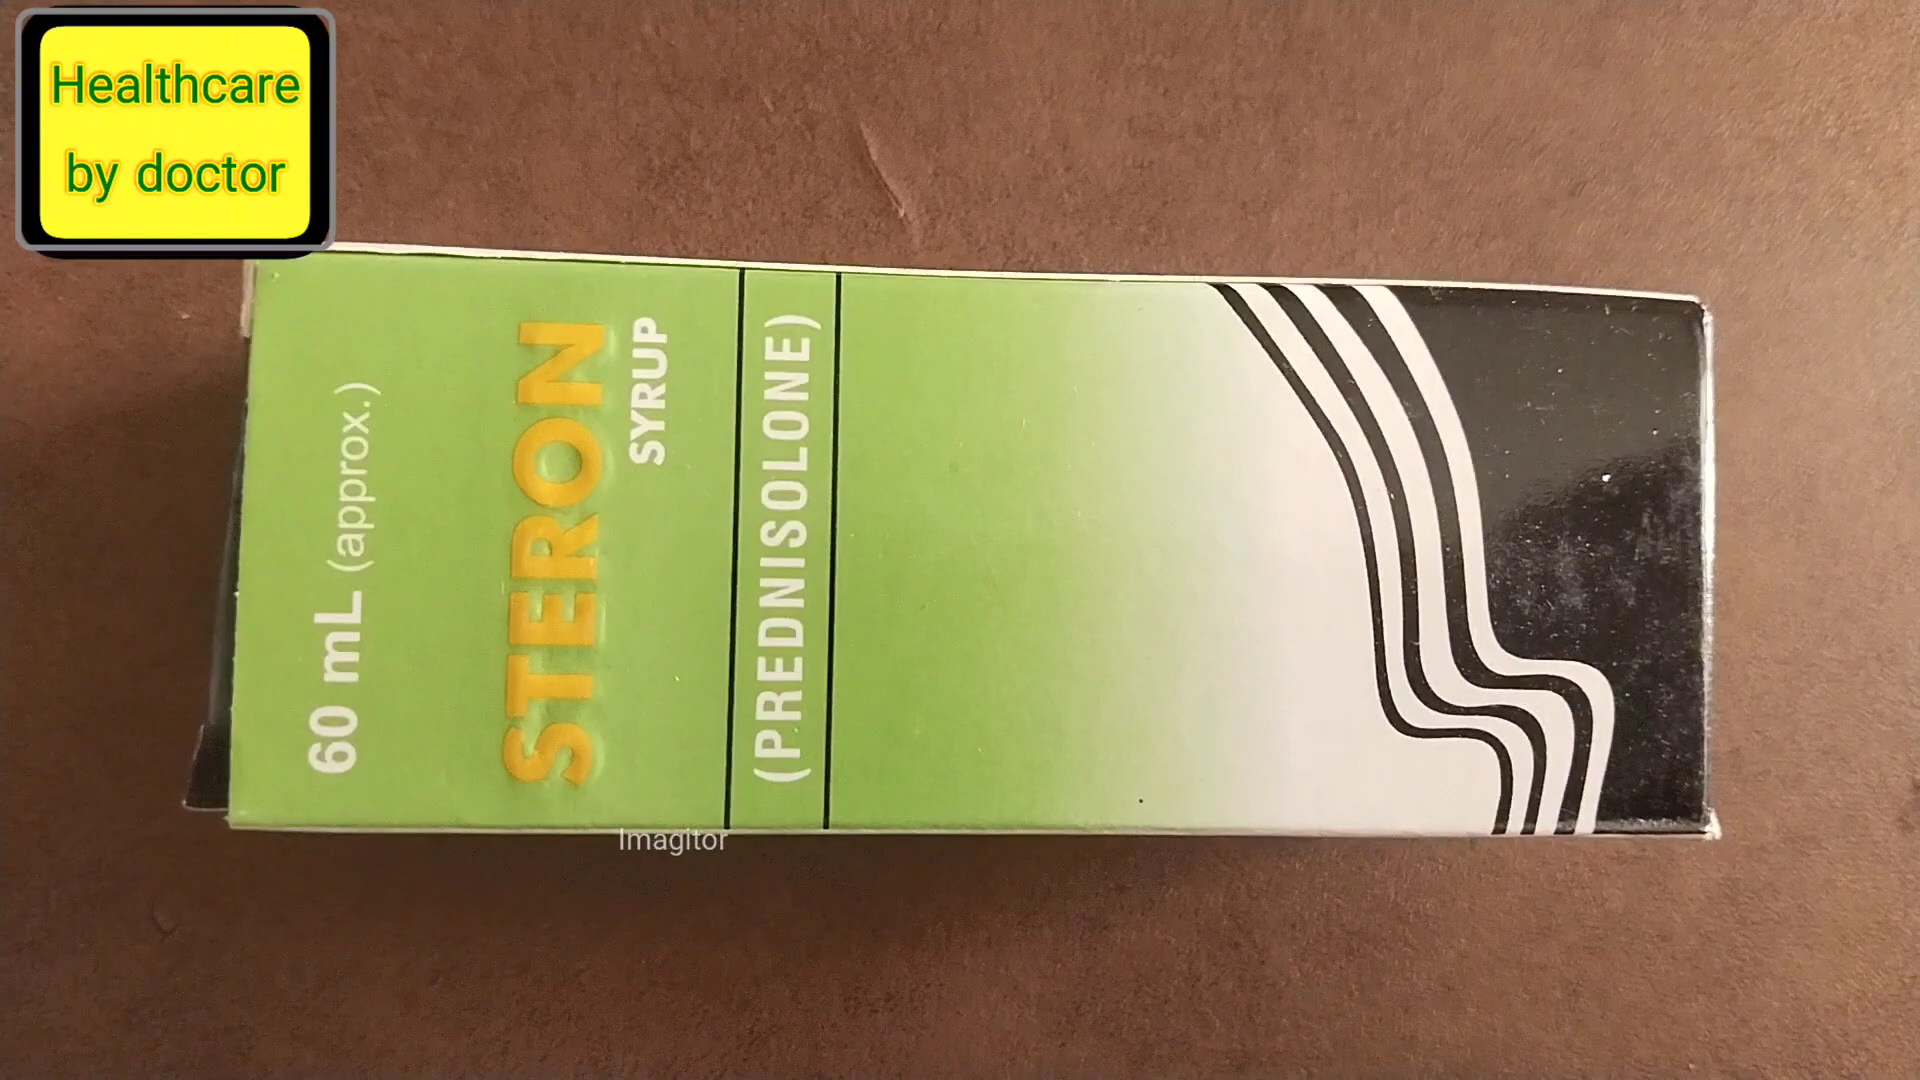 Healthcare
by doctor
60 mL (approx.)
STERON
SYRUP
(PREDNISOLONE)
Imagitor